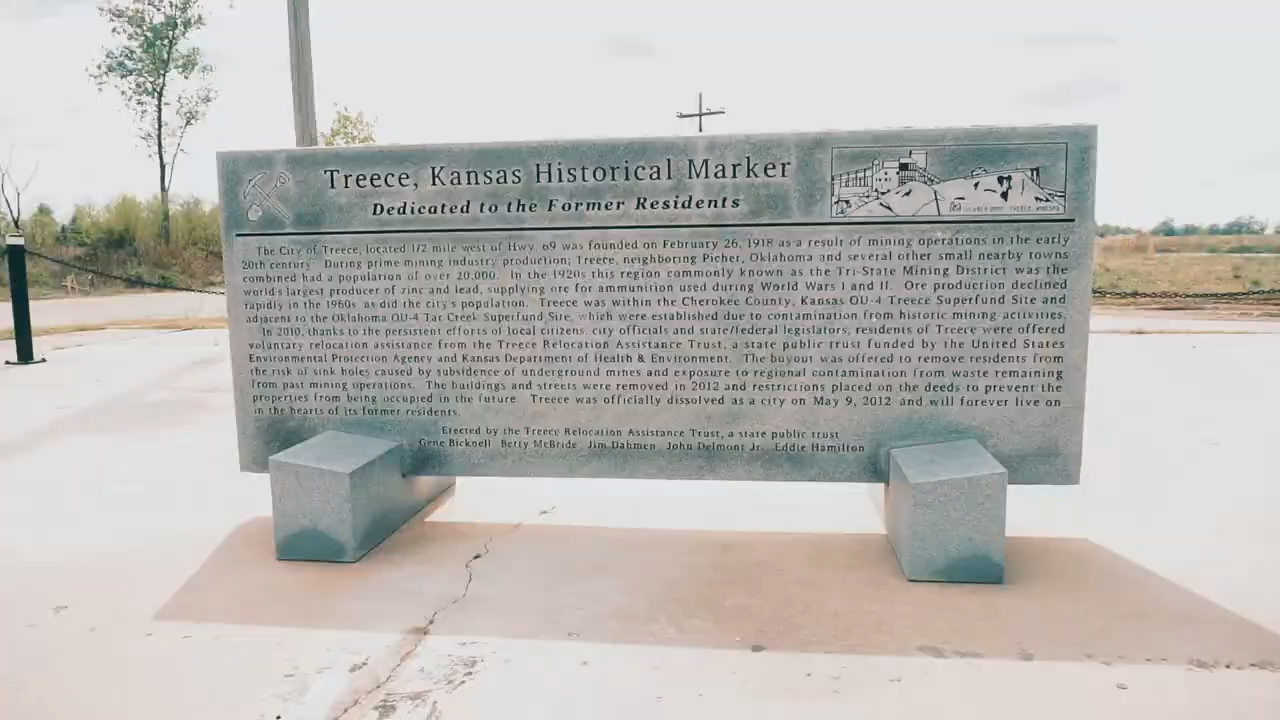 Treece, Kansas Historical Marker
Dedicated to the Former Residents
The City of Treece, located 1/2 mile west of Hwy. 69 was founded on February 26, 1918 as a result of mining operations in the early
20th century. During prime mining industry production; Treece, neighboring Picher, Oklahoma and several other small nearby towns
combined had a population of over 20,000. In the 1920s this region commonly known as the Tri-State Mining District was the
world largest producer of zinc and lead, supplying ore for ammunition used during World Wars I and II. Ore production declined
rapidly in the 1960s as did the city's population. Treece was within the Cherokee County, Kansas OU-4 Treece Superfund Site and
adjacent to the Oklahoma OU-4 Tar Creek Superfund Site, which were established due to contamination from historic mining activities.
In 2010, thanks to the persistent efforts of local citizens, city officials and state/federal legislators, residents of Treece were offered
voluntary relocation assistance from the Treece Relocation Assistance Trust, a state public trust funded by the United States
Environmental Protection Agency and Kansas Department of Health & Environment. The buyout was offered to remove residents from
the risk of sink holes caused by subsidence of underground mines and exposure to regional contamination from waste remaining
from past mining operations. The buildings and streets were removed in 2012 and restrictions placed on the deeds to prevent the
properties from being occupied in the future. Treece was officially dissolved as a city on May 9, 2012 and will forever live on
in the hearts of its former residents.
Erected by the Treece Relocation Assistance Trust, a state public trust
Gene Bicknell Betty McBride Jim Dahmen John Delmont Jr. Eddie Hamilton